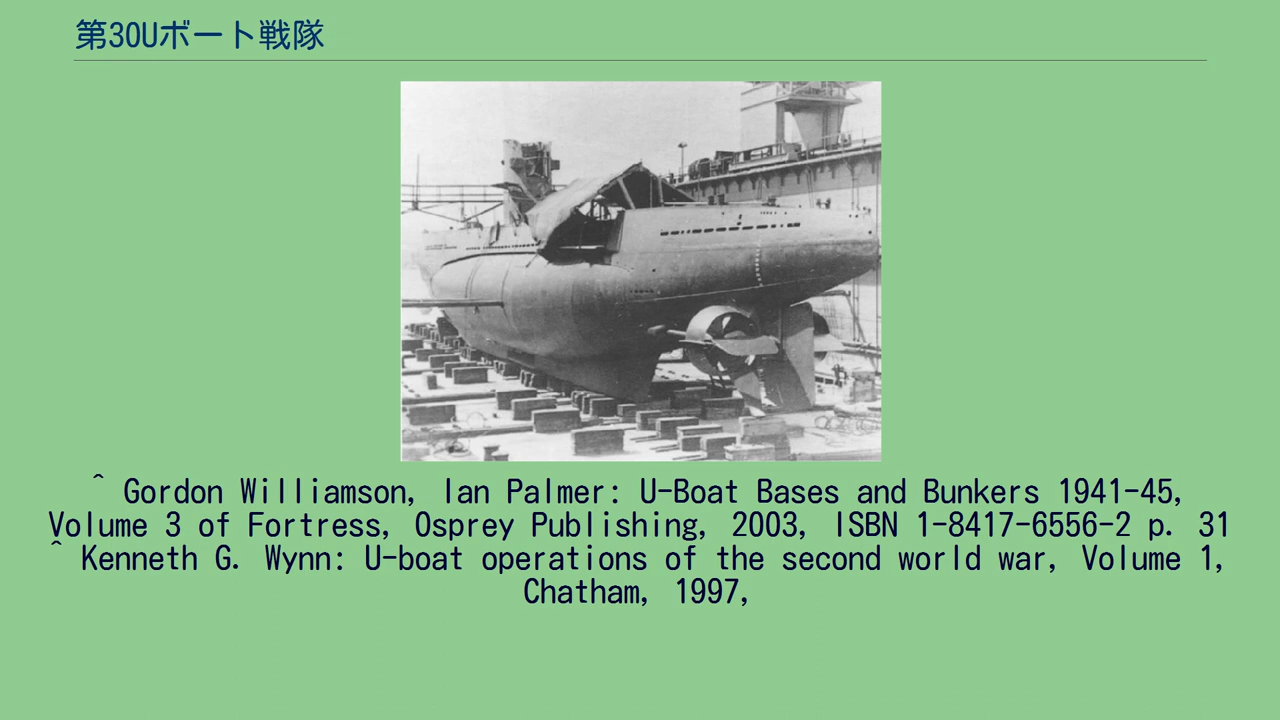 第30Uボート戦隊
^ Gordon Williamson, Ian Palmer: U-Boat Bases and Bunkers 1941-45,
Volume 3 of Fortress, Osprey Publishing, 2003, ISBN 1-8417-6556-2 p. 31
^ Kenneth G. Wynn: U-boat operations of the second world war, Volume 1,
Chatham, 1997,